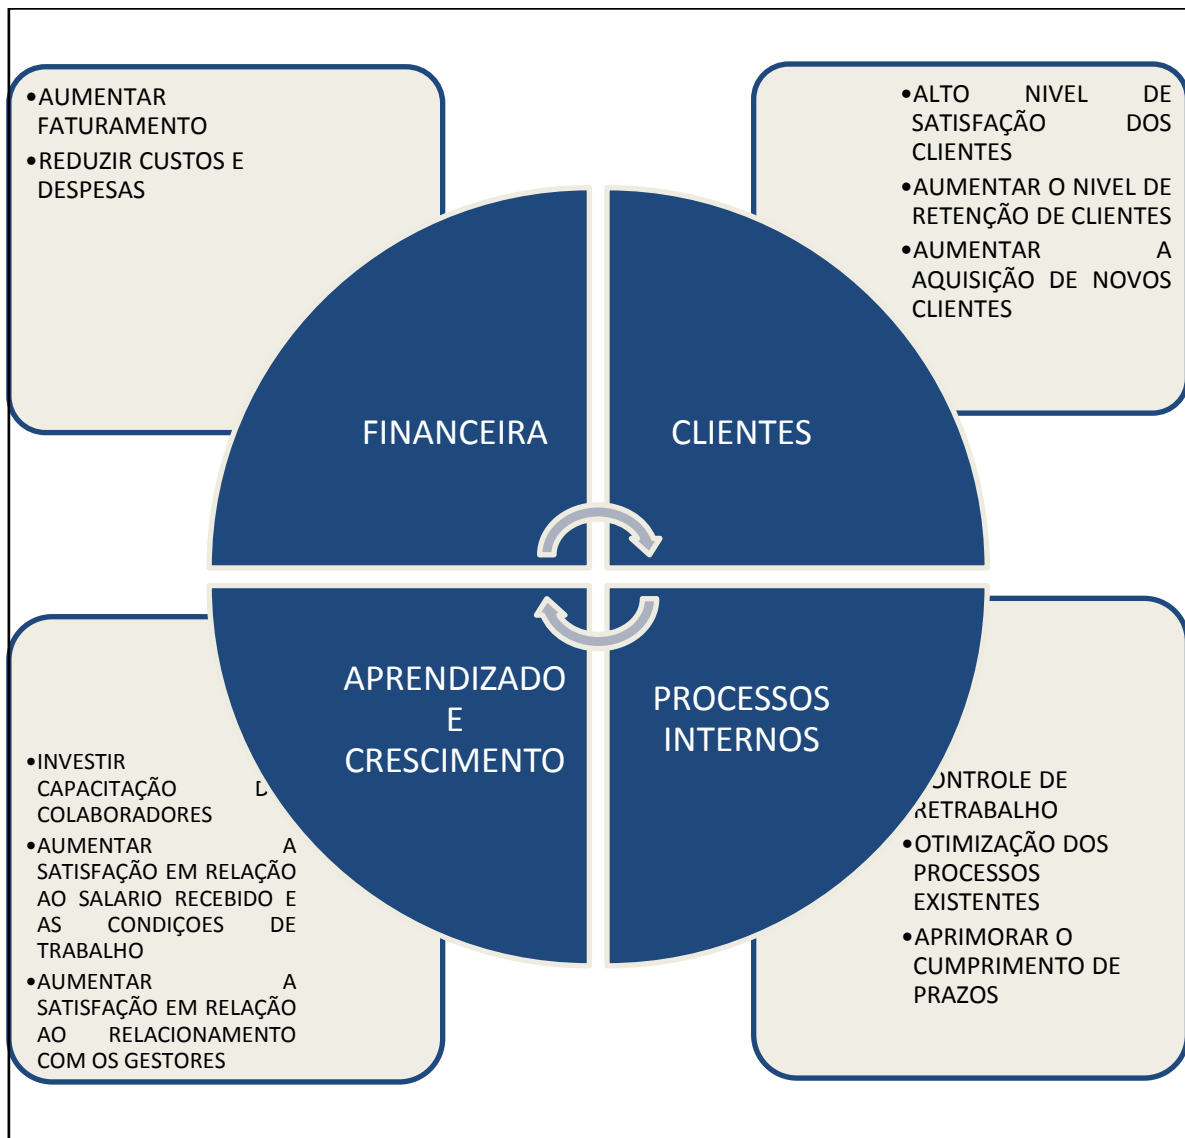 •AUMENTAR
FATURAMENTO
•REDUZIR CUSTOS E
DESPESAS
•ALTO NIVEL DE
SATISFAÇÃO DOS
CLIENTES
•AUMENTAR O NIVEL DE
RETENÇÃO DE CLIENTES
•AUMENTAR A
AQUISIÇÃO DE NOVOS
CLIENTES
FINANCEIRA
CLIENTES
APRENDIZADO
E
CRESCIMENTO
PROCESSOS
INTERNOS
•INVESTIR
CAPACITAÇÃO
COLABORADORES
•AUMENTAR A
SATISFAÇÃO EM RELAÇÃO
AO SALARIO RECEBIDO E
AS CONDIÇOES DE
TRABALHO
•AUMENTAR A
SATISFAÇÃO EM RELAÇÃO
AO RELACIONAMENTO
COM OS GESTORES
ONTROLE DE
RETRABALHO
•OTIMIZAÇÃO DOS
PROCESSOS
EXISTENTES
•APRIMORAR O
CUMPRIMENTO DE
PRAZOS